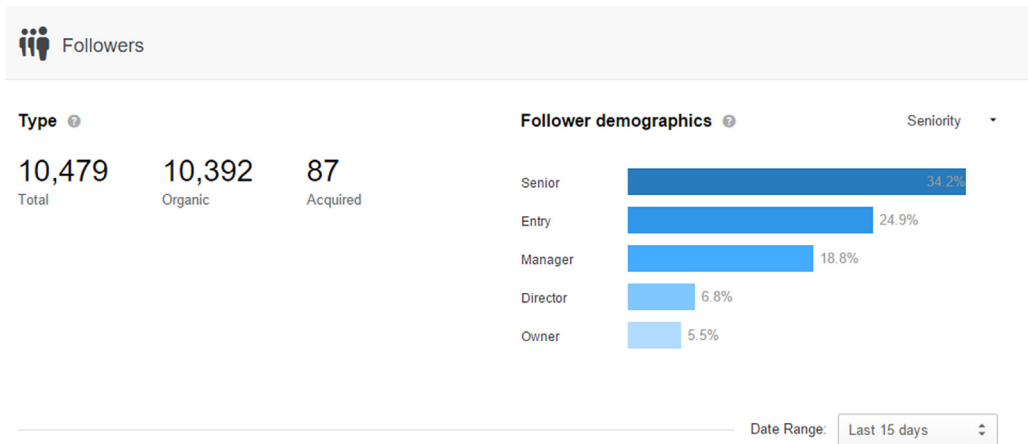 Followers
Type
10,479 10,392 87
Total Organic Acquired
Follower demographics
Seniority
Senior 34.2%
Entry 24.9%
Manager 18.8%
Director 6.8%
Owner 5.5%
Date Range: Last 15 days